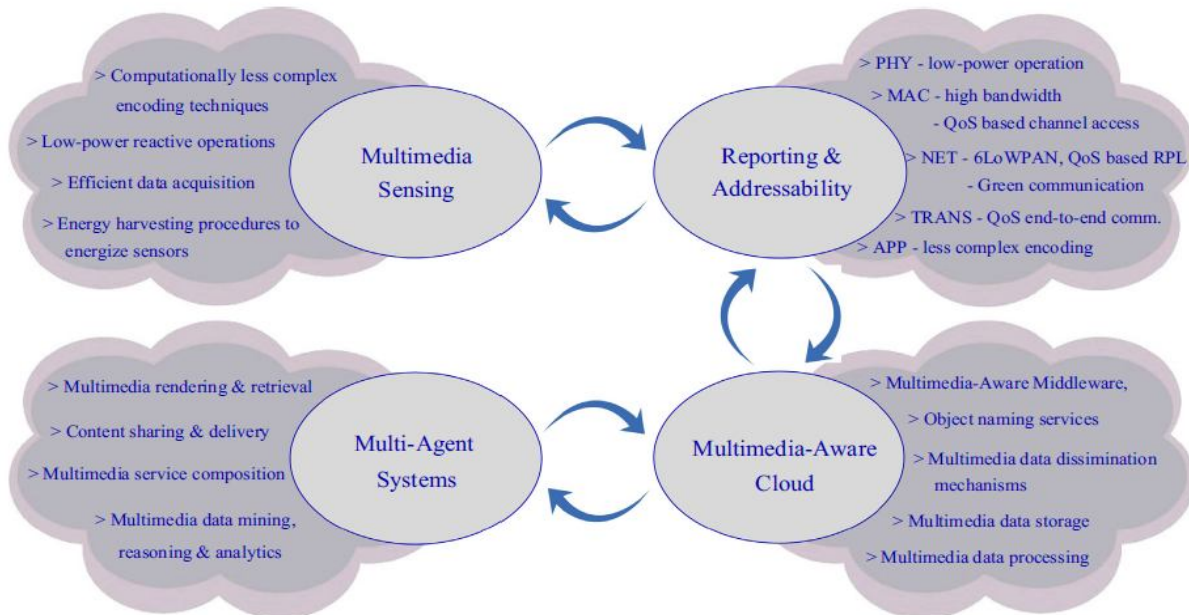 > Computationally less complex
encoding techniques
> Low-power reactive operations
> Efficient data acquisition
> Energy harvesting procedures to
energize sensors
Multimedia
Sensing
Reporting &
Addressability
> PHY - low-power operation
> MAC - high bandwidth
- QoS based channel access
> NET - 6LoWPAN, QoS based RPL
- Green communication
> TRANS - QoS end-to-end comm.
> APP - less complex encoding
> Multimedia rendering & retrieval
> Content sharing & delivery
> Multimedia service composition
> Multimedia data mining,
reasoning & analytics
Multi-Agent
Systems
Multimedia-Aware
Cloud
> Multimedia-Aware Middleware,
> Object naming services
> Multimedia data dissimination
mechanisms
> Multimedia data storage
> Multimedia data processing